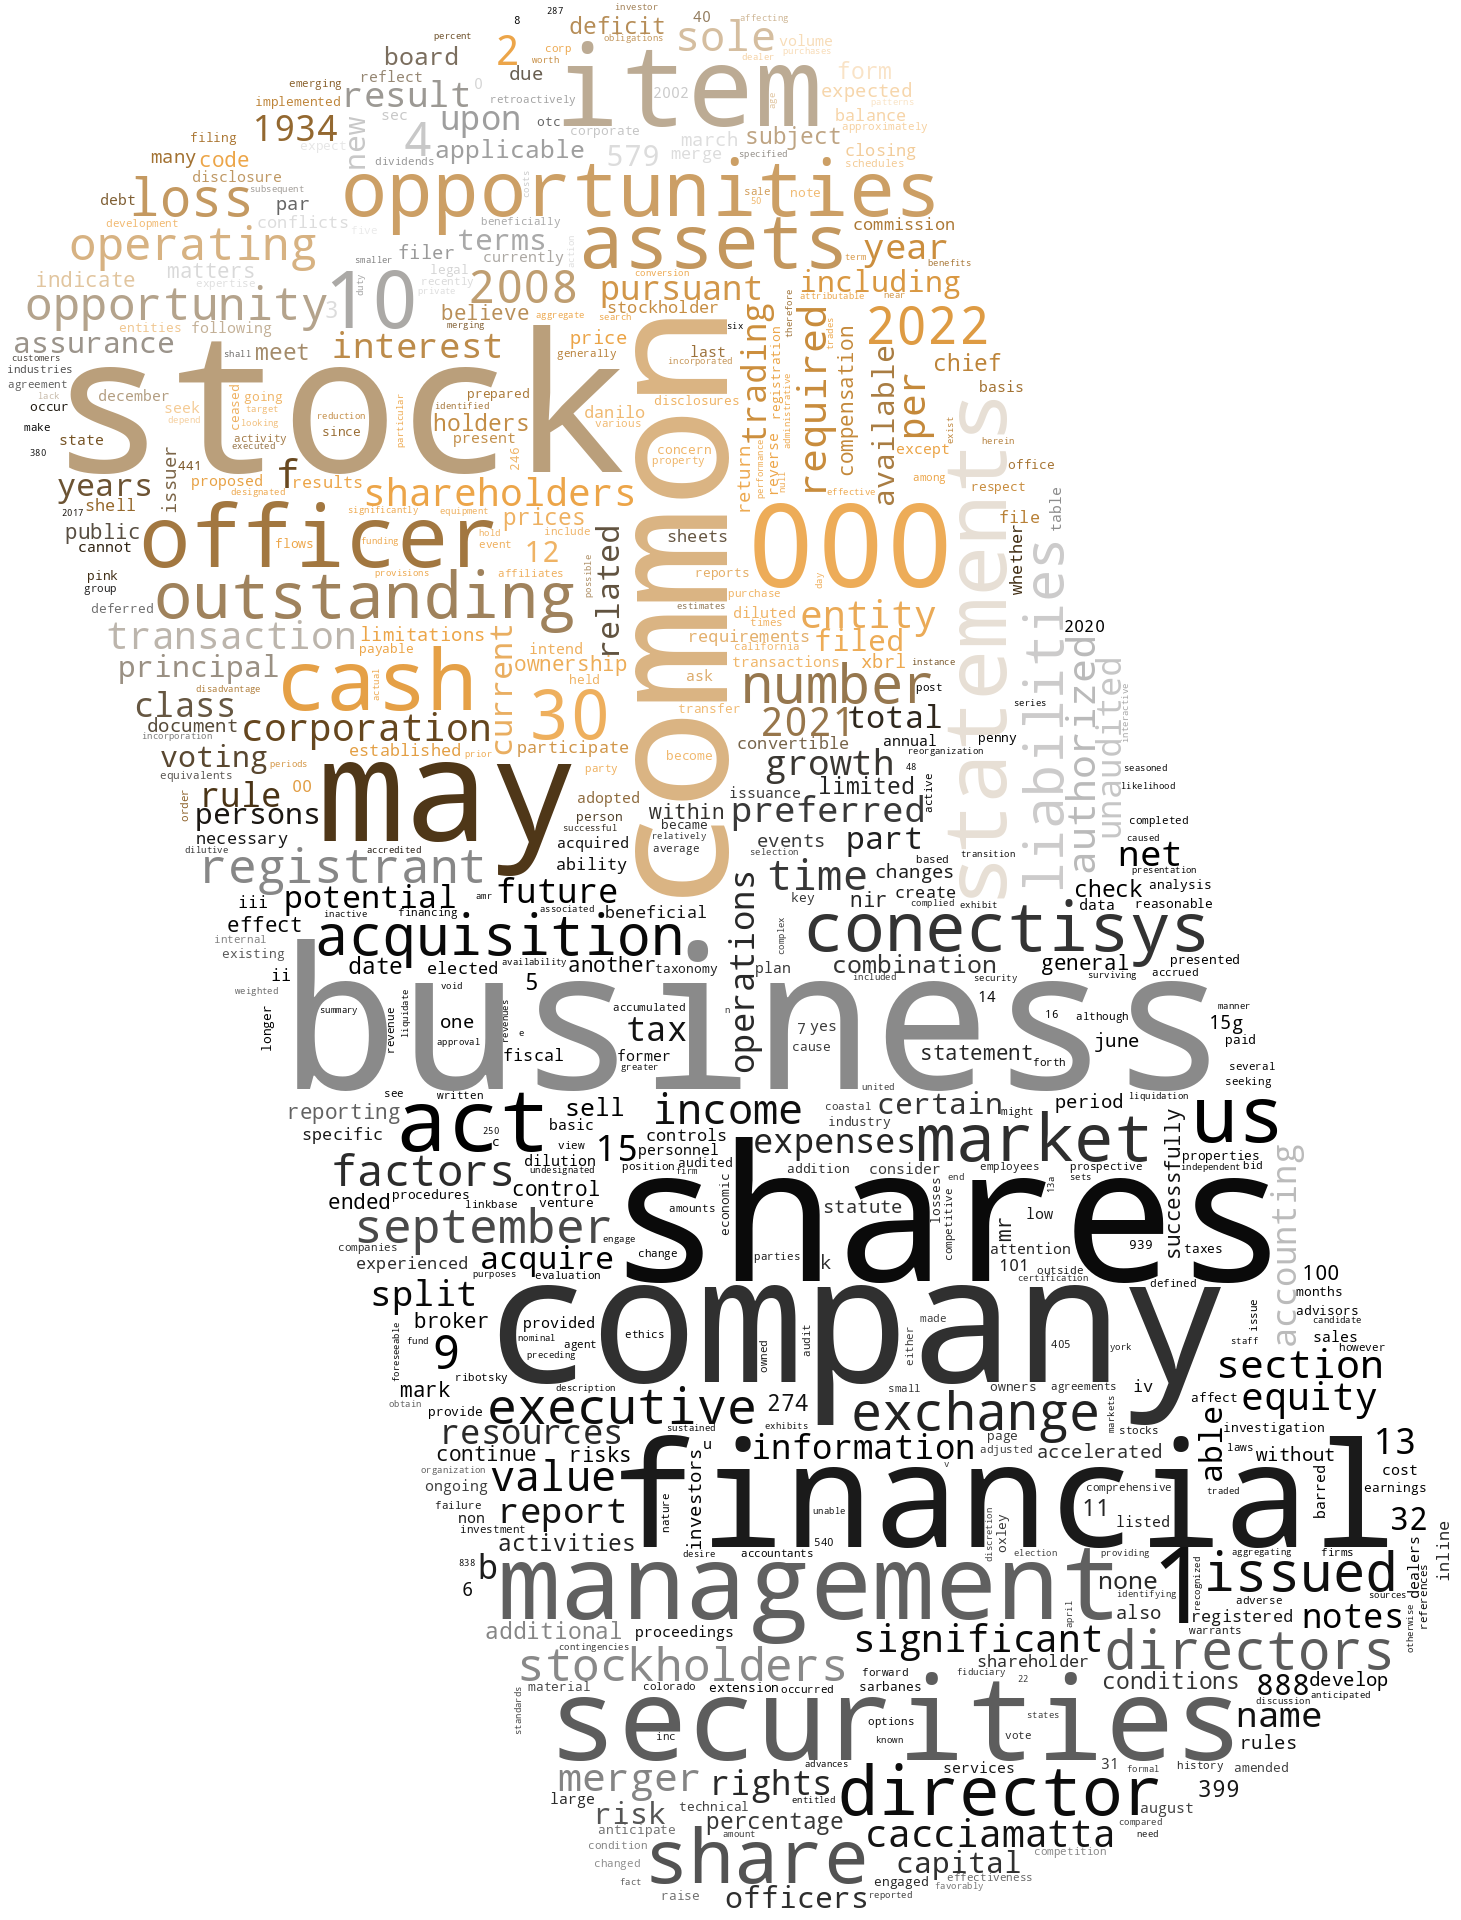 287 investor
8 deficit 40 affecting
percent 2 corp obligations sole volume purchases
board worth item dealer
reflect due form
emerging result 0 retroactively 2002 age expected patterns
implemented sec upon otc balance
1934 new 4 corporate march subject approximately
filing expect applicable 579 merge specified closing
many code dividends schedules
disclosure subsequent opportunities costs sale 50 note
debt loss par
development conflicts five beneficially commission
operating terms action assets year
matters filer currently term benefits
indicate expertise smaller duty legal recently private 10 2008 conversion pursuant including
opportunity 3 believe aggregate search stockholder attributable near
entities following merging 2022
assurance shall meet interest price generally six last incorporated trading therefore required trades chief
customers
industries
agreement december stock prepared disclosures registration compensation available per basis
lack seek ceased going target looking reduction particular identified holders danilo various
occur depend
make state activity executed since present concern property administrative except exist herein statements
380 441 f 246 return performance reverse null among office
years issuer proposed designated results shareholders common effective respect
2017 shell significantly equipment prices 000 file table
public officer flows funding hold event include sheets whether
cannot 12 related reports day
pink provisions affiliates possible purchase
group outstanding estimates diluted entity liabilities
deferred times
transaction limitations intend requirements california filed 2020
payable current ownership transactions xbrl instance authorized unaudited
principal disadvantage cash actual held ask number post interactive
class 30 series
document corporation transfer 2021 total
incorporation established prior participate convertible annual penny
voting periods party become growth reorganization
equivalents 48 seasoned
order rule 00 may adopted issuance limited active likelihood
persons person within preferred
necessary successful became relatively events part completed
dilutive accredited acquired average selection based transition caused net
registrant ability time changes presentation
potential amr future key nir create complied exhibit check analysis
iii inactive financing associated beneficial data reasonable
effect acquisition operations complex conectisys
internal
existing date elected availability another taxonomy plan combination general presented
ii void 5 included security surviving accrued
weighted business accumulated n 14
longer summary revenue liquidate one revenues e tax 7 yes 16 although 15g manner
approval former cause june paid
fiscal greater statement forth several
see written united seeking
reporting act sell income coastal certain might period liquidation us
specific 250 c basic controls industry
view 15 personnel expenses market successfully properties
factors undesignated dilution position audited firm addition consider employees prospective independent bid
ended procedures control shares end sets 13a accounting
linkbase venture amounts economic statute losses competitive low
september engage mr 939 taxes
companies change parties k attention
experienced acquire evaluation 101 outside
purposes certification defined 100
split company months
broker provided issue advisors
foreseeable fund 9 nominal agent ethics made 405 york staff candidate
preceding owned audit either sales
ribotsky however
mark description small owners agreements iv section
obtain provide executive 274 affect equity
sustained exhibits exchange markets stocks
resources u page investigation
continue risks information adjusted accelerated able laws without 13
organization investors v cost
ongoing value financial comprehensive traded barred earnings
failure report nature unable 11 listed 32
non
investment activities desire accountants 540 discretion oxley election providing aggregating firms inline
838 b management none 1 issued sources dealers references
6 identifying recognized adverse
additional proceedings april also registered notes otherwise
contingencies significant warrants
stockholders shareholder directors
material colorado extension occurred forward fiduciary 22 conditions 888 develop
sarbanes discussion anticipated
standards securities options states name
inc known vote rules
advances services 31 formal history amended
merger rights director 399
large entitled august
risk technical percentage compared
anticipate amount cacciamatta need
condition share competition
changed capital
fact engaged effectiveness
raise officers reported favorably